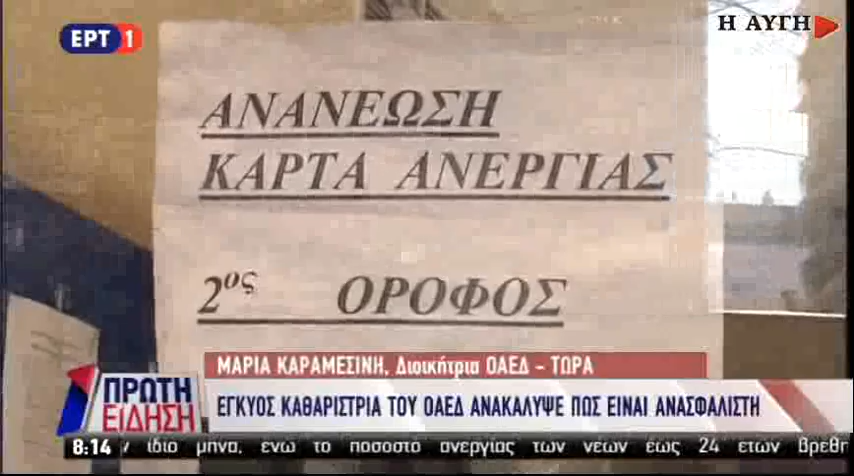 ΕΡΤ 1
Η ΑΥΓΗ
ΑΝΑΝΕΩΣΗ
ΚΑΡΤΑ ΑΝΕΡΓΙΑΣ
2ος ΟΡΟΦΟΣ
ΜΑΡΙΑ ΚΑΡΑΜΕΣΙΝΗ, Διοικήτρια ΟΑΕΔ – ΤΩΡΑ
ΠΡΩΤΗ
ΕΙΔΗΣΗ
ΕΓΚΥΟΣ ΚΑΘΑΡΙΣΤΡΙΑ ΤΟΥ ΟΑΕΔ ΑΝΑΚΑΛΥΨΕ ΠΩΣ ΕΙΝΑΙ ΑΝΑΣΦΑΛΙΣΤΗ
8:14 ίδιο μήνα, ενώ το ποσοστό ανεργίας των νέων έως 24 ετών βρέθη